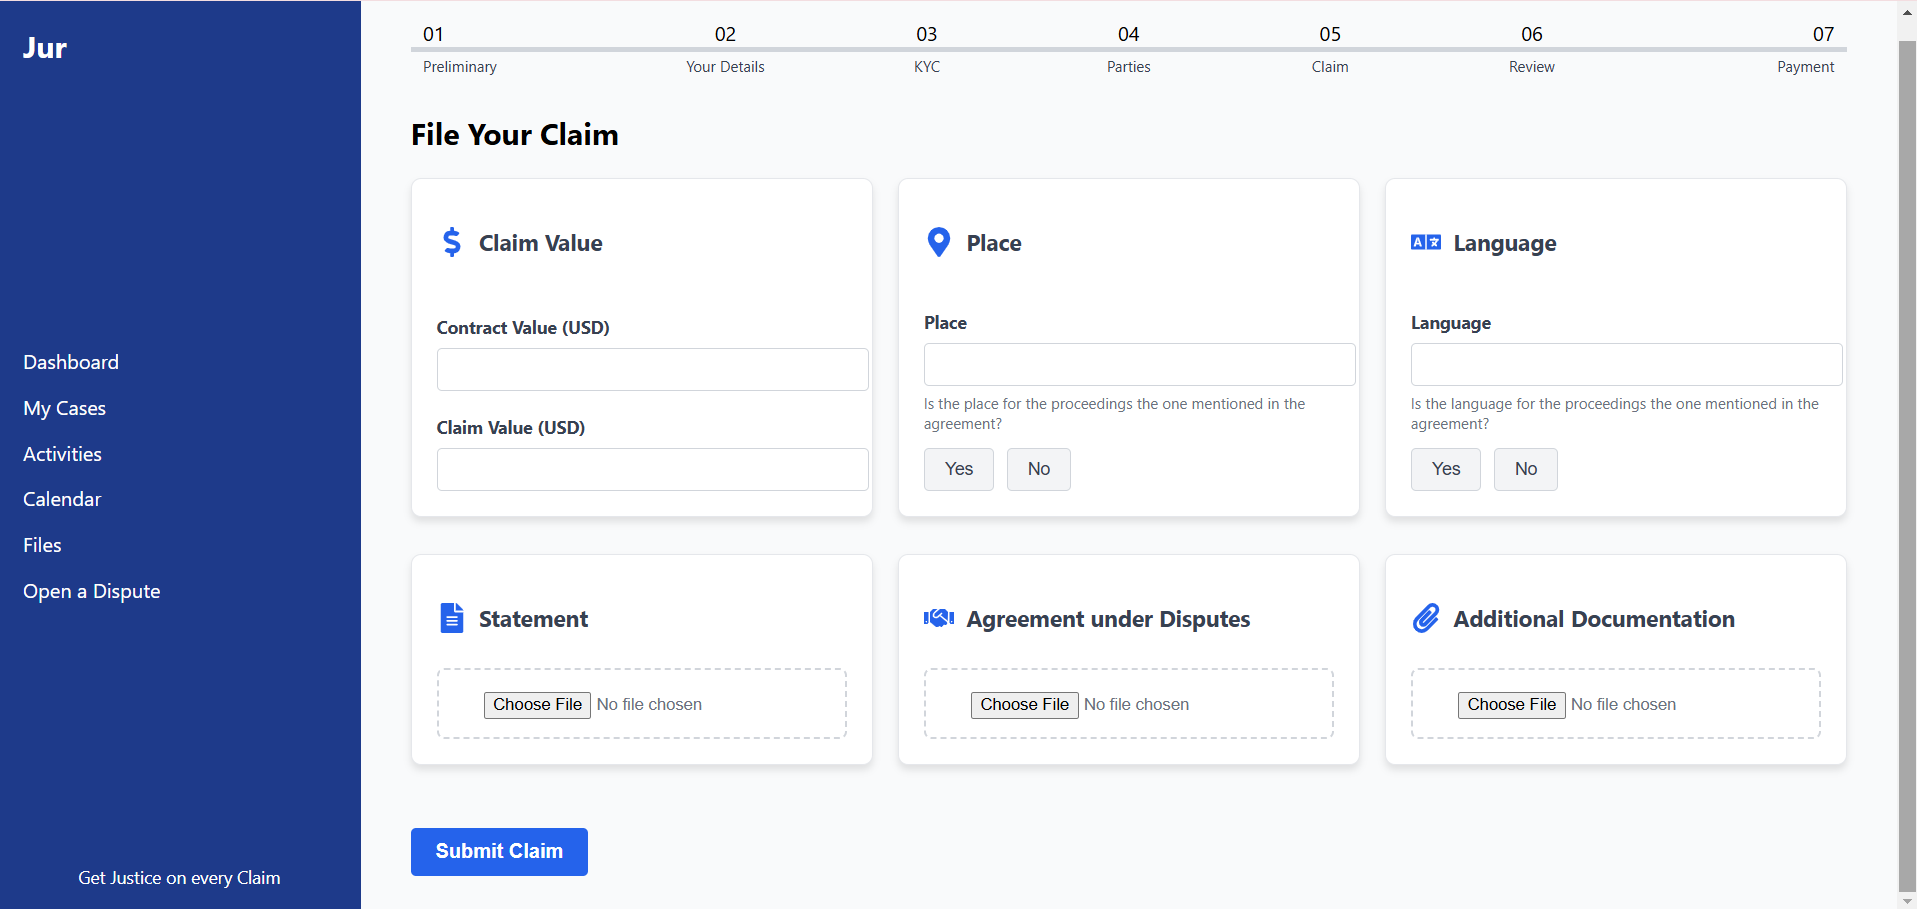 Jur
Dashboard
My Cases
Activities
Calendar
Files
Open a Dispute
Get Justice on every Claim
01 02 03 04 05 06 07
Preliminary Your Details KYC Parties Claim Review Payment
File Your Claim
Claim Value
Contract Value (USD)
Claim Value (USD)
Place
Place
Is the place for the proceedings the one mentioned in the
agreement?
Yes No
A
Language
Language
Is the language for the proceedings the one mentioned in the
agreement?
Yes No
Statement
Choose File No file chosen
Agreement under Disputes
Choose File No file chosen
Additional Documentation
Choose File No file chosen
Submit Claim